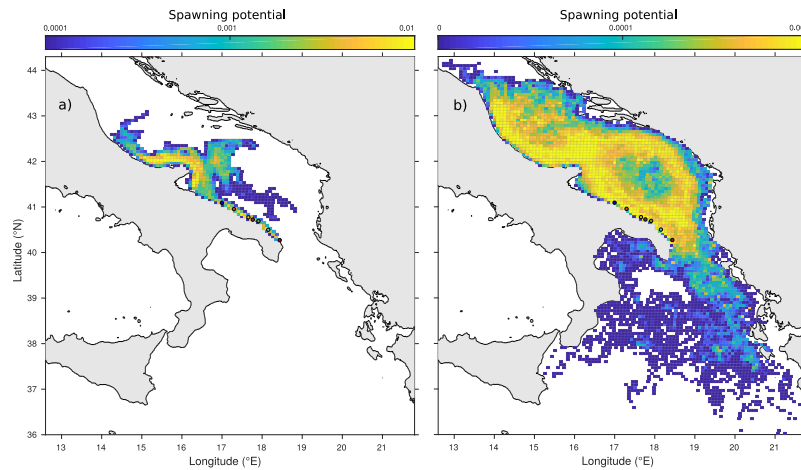 Spawning potential
Spawning potential
0.0001 0.001 0.01
0 0.0001
44
43
42
41
40
39
38
37
36
a)
b)
Latitude (°N)
13 14 15 16 17 18 19 20 21
13 14 15 16 17 18 19 20 21
Longitude (°E)
Longitude (°E)